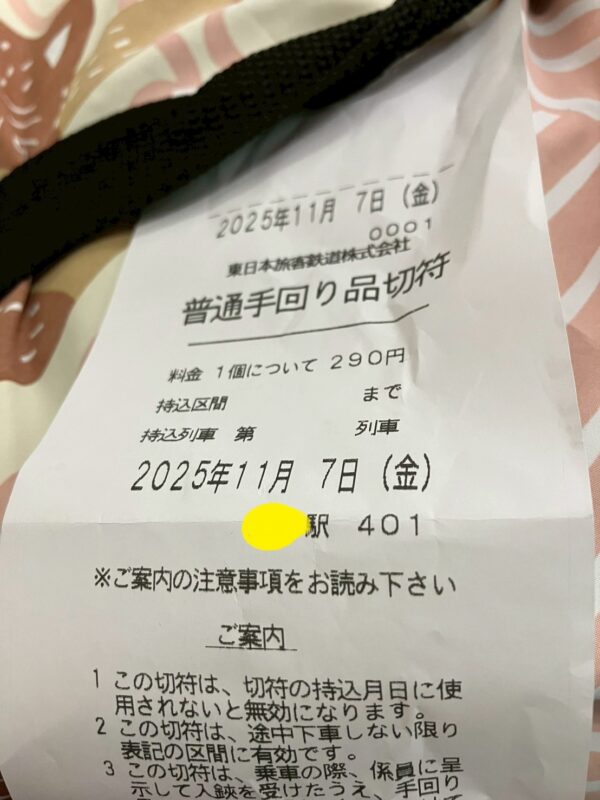 2025年11月 7日 (金)
0001
東日本旅客鉄道株式会社
普通手回り品切符
料金 1個について 290円
持込区間 まで
持込列車 第 列車
2025年11月 7日 (金)
駅 401
※ご案内の注意事項をお読み下さい
ご案内
1 この切符は、切符の持込月日に使
用されないと無効になります。
2 この切符は、途中下車しない限り
表記の区間に有効です。
3 この切符は、乗車の際、係員に呈
示して入鋏を受けたうえ、手回り